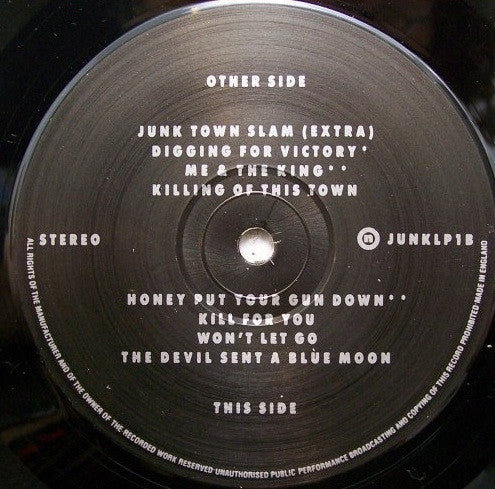 OTHER SIDE
JUNK TOWN SLAM (EXTRA)
DIGGING FOR VICTORY*
ME & THE KING**
KILLING OF THIS TOWN
STEREO
JUNKLP1B
HONEY PUT YOUR GUN DOWN**
KILL FOR YOU
WON'T LET GO
THE DEVIL SENT A BLUE MOON
THIS SIDE
ALL RIGHTS OF THE MANUFACTURER AND OF THE OWNER OF THE RECORDED WORK RESERVED UNAUTHORISED PUBLIC PERFORMANCE BROADCASTING AND COPYING OF THIS RECORD PROHIBITED MADE IN ENGLAND